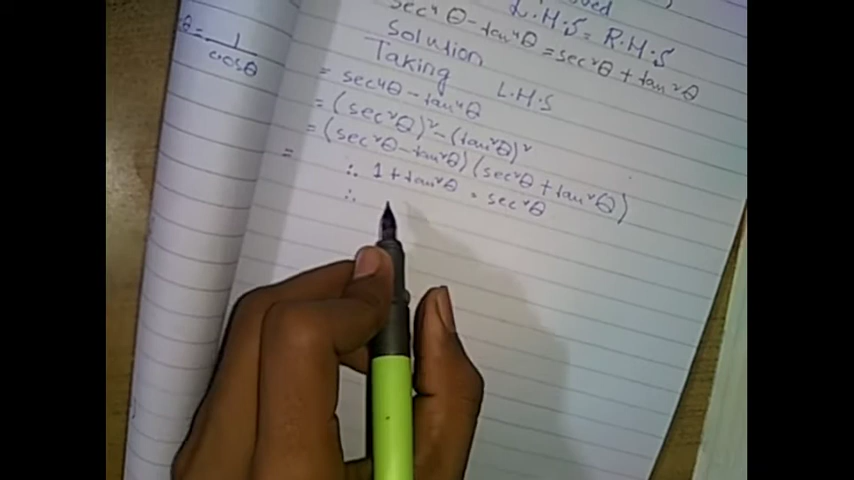 θ = 1/cosθ
proved
L.H.S = R.H.S
sec⁴θ - tan⁴θ = sec²θ + tan²θ
Solution
Taking L.H.S
= sec⁴θ - tan⁴θ
= (sec²θ)² - (tan²θ)²
= (sec²θ - tan²θ) (sec²θ + tan²θ)
=
∴ 1 + tan²θ = sec²θ
∴